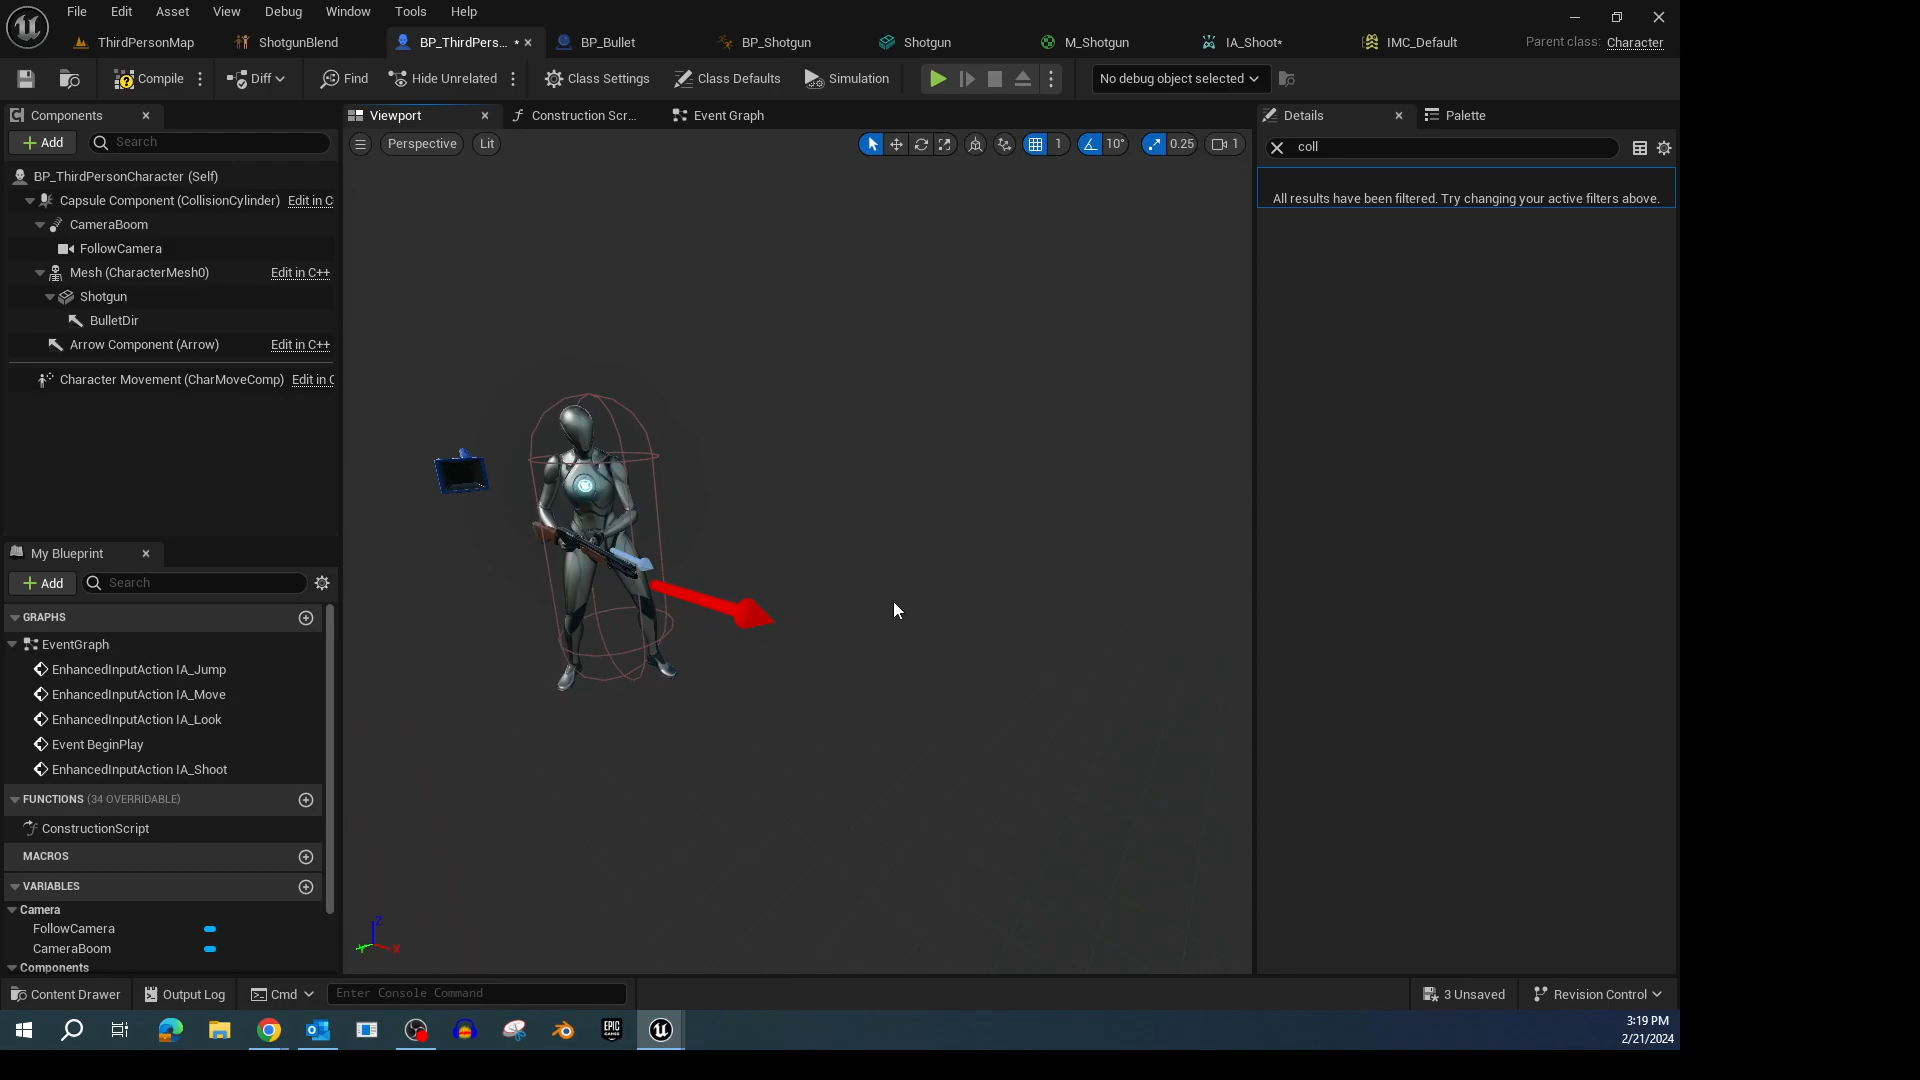 File Edit Asset View Debug Window Tools Help
ThirdPersonMap ShotgunBlend BP_ThirdPers... * BP_Bullet BP_Shotgun Shotgun M_Shotgun IA_Shoot* IMC_Default Parent class: Character
Compile Diff Find Hide Unrelated Class Settings Class Defaults Simulation No debug object selected
Components
Add Search
BP_ThirdPersonCharacter (Self)
Capsule Component (CollisionCylinder) Edit in C
CameraBoom
FollowCamera
Mesh (CharacterMesh0) Edit in C++
Shotgun
BulletDir
Arrow Component (Arrow) Edit in C++
Character Movement (CharMoveComp) Edit in C
My Blueprint
Add Search
GRAPHS
EventGraph
EnhancedInputAction IA_Jump
EnhancedInputAction IA_Move
EnhancedInputAction IA_Look
Event BeginPlay
EnhancedInputAction IA_Shoot
FUNCTIONS (34 OVERRIDABLE)
ConstructionScript
MACROS
VARIABLES
Camera
FollowCamera
CameraBoom
Components
Viewport Construction Scr... Event Graph
Perspective Lit 1 10° 0.25 1
Z
Y X
Details Palette
coll
All results have been filtered. Try changing your active filters above.
Content Drawer Output Log Cmd Enter Console Command 3 Unsaved Revision Control
EPIC GAMES
3:19 PM
2/21/2024